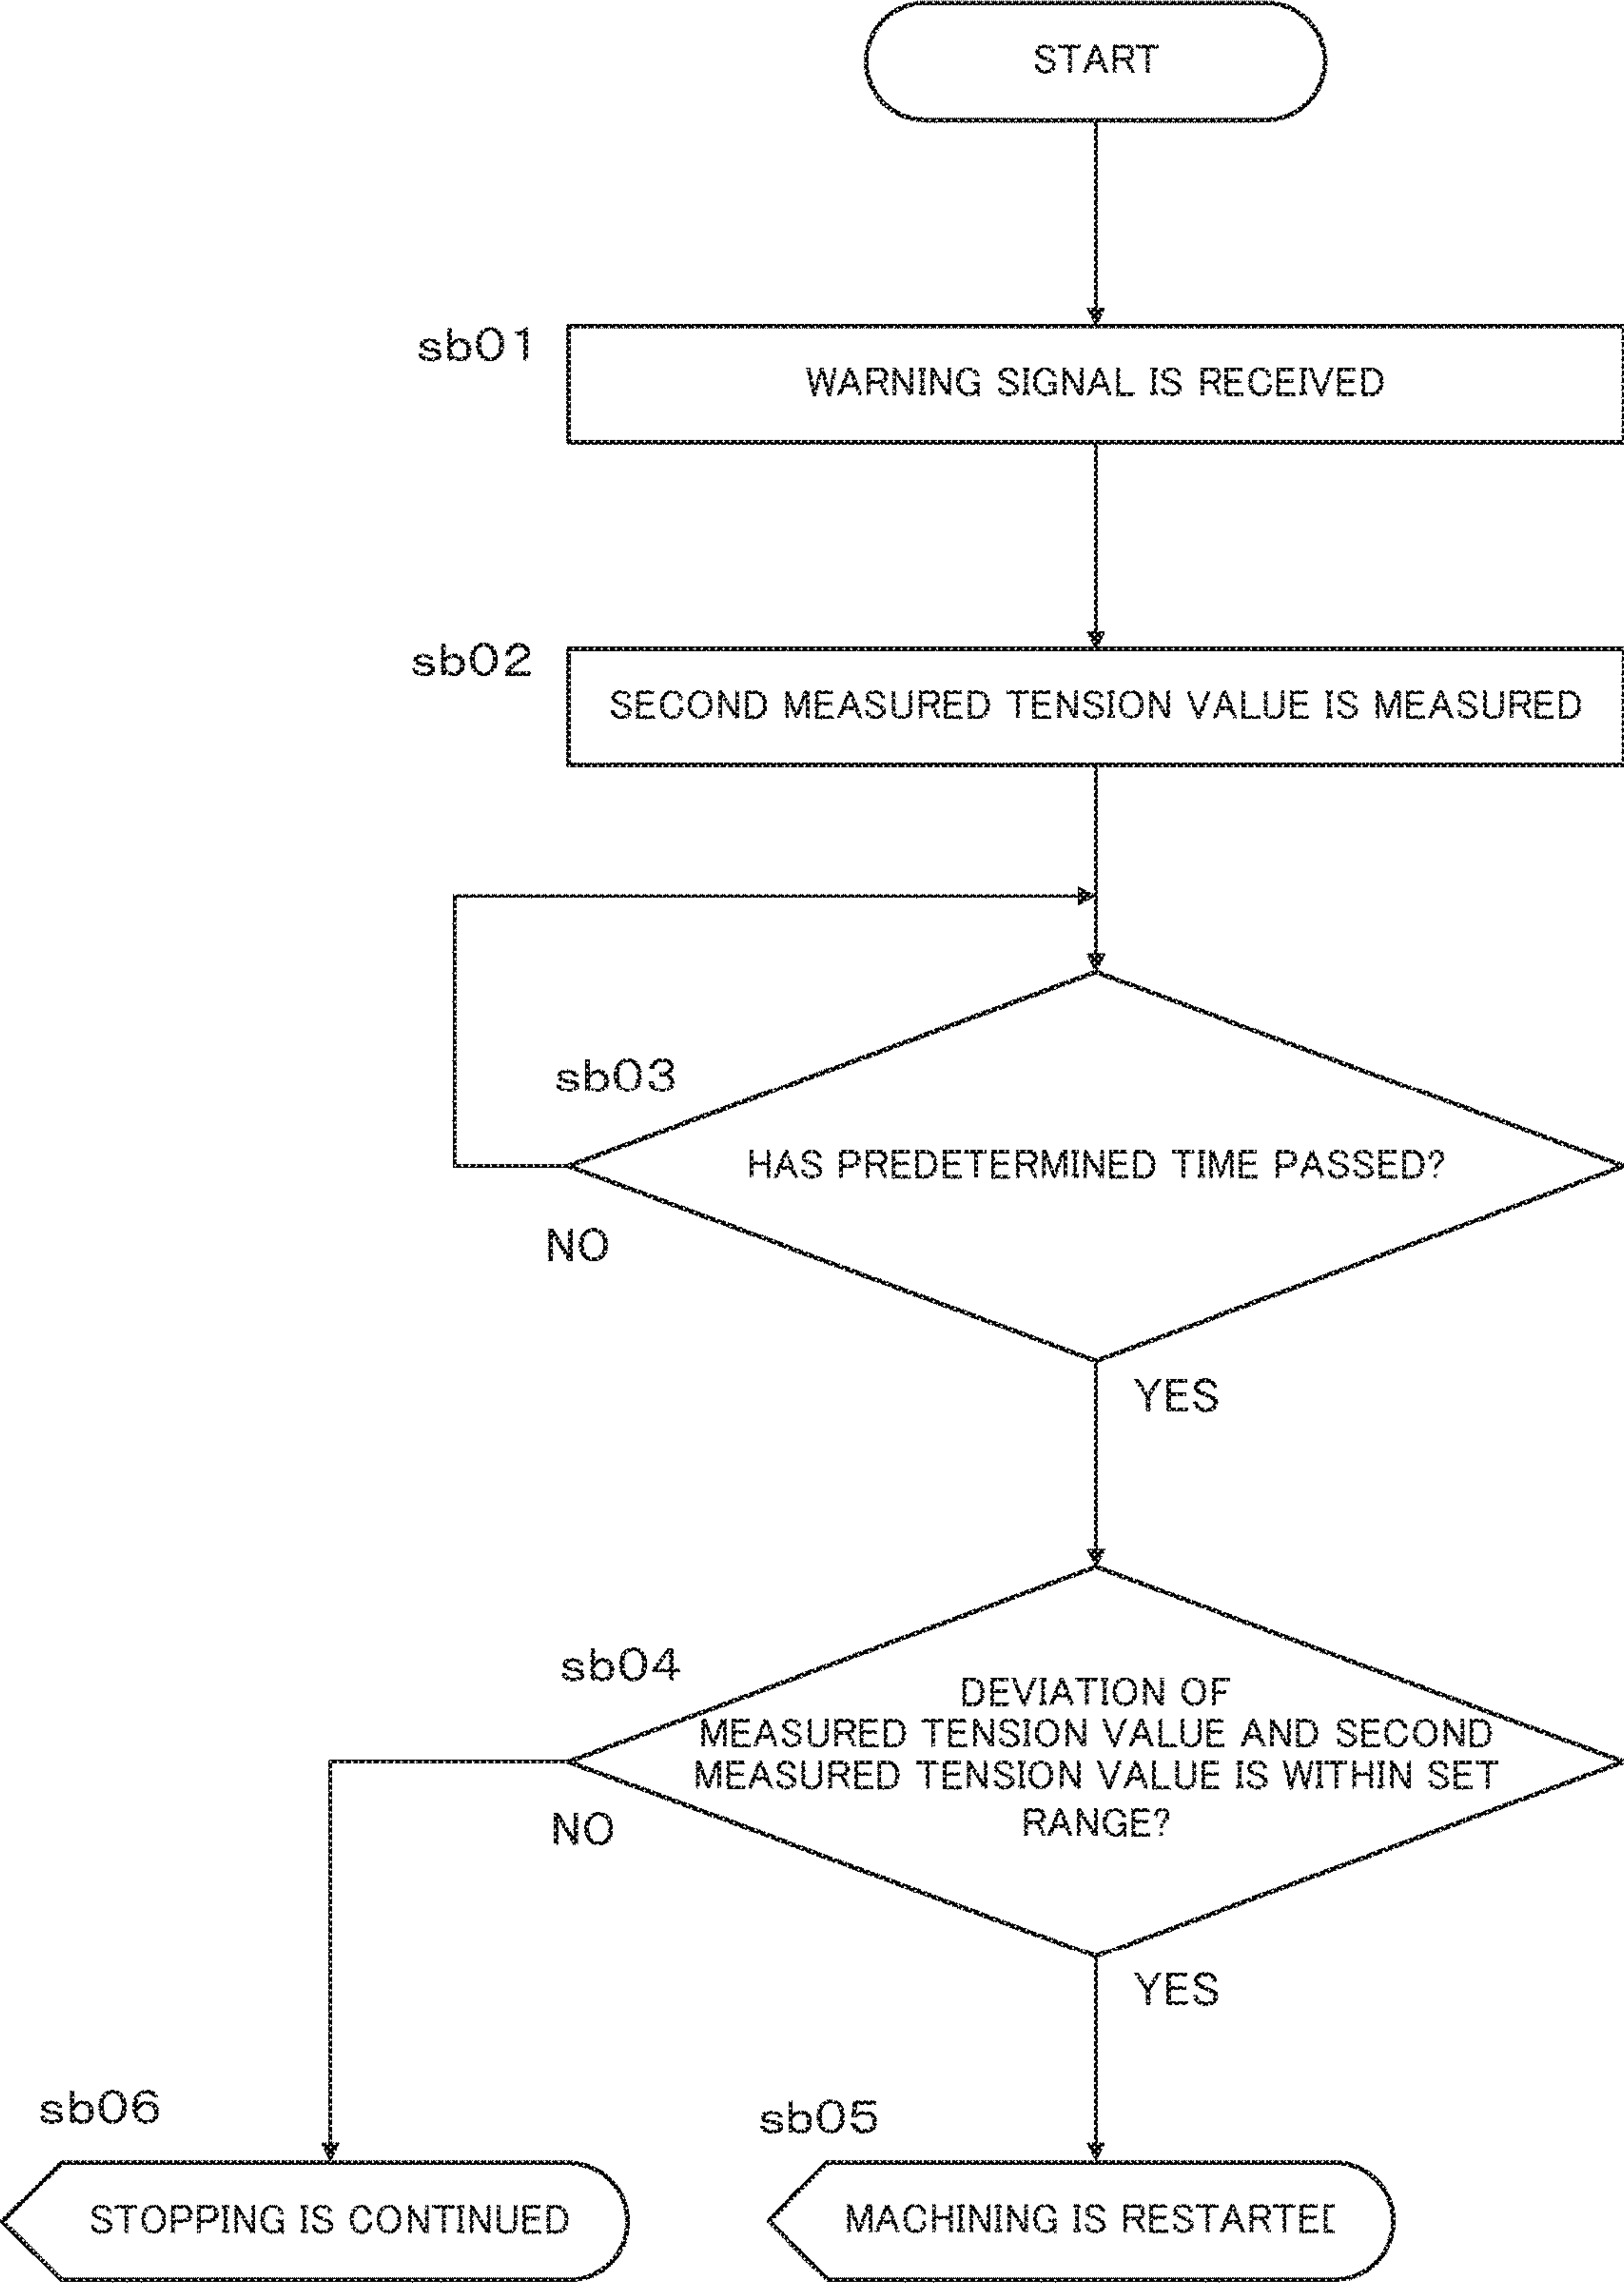 START
sb01
WARNING SIGNAL IS RECEIVED
sb02
SECOND MEASURED TENSION VALUE IS MEASURED
sb03
HAS PREDETERMINED TIME PASSED?
NO
YES
sb04
DEVIATION OF
MEASURED TENSION VALUE AND SECOND
MEASURED TENSION VALUE IS WITHIN SET
RANGE?
NO
YES
sb06
STOPPING IS CONTINUED
sb05
MACHINING IS RESTARTED